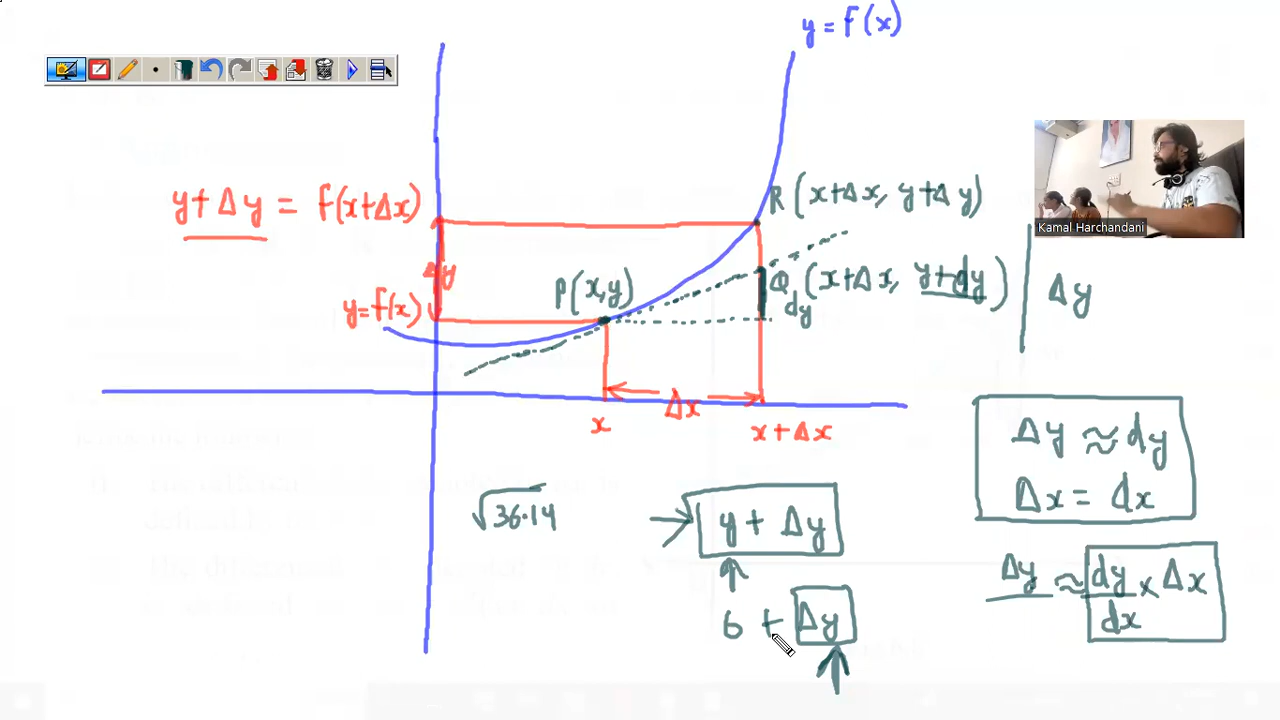 y = f(x)
y + Δy = f(x+Δx)
R (x+Δx, y+Δy)
Δy
P(x,y)
Q (x+Δx, y+dy)
dy
Δy
y=f(x)
Kamal Harchandani
Δx
x
x+Δx
Δy ≈ dy
Δx = dx
√36.14
y + Δy
Δy ≈ dy/dx × Δx
6 + Δy